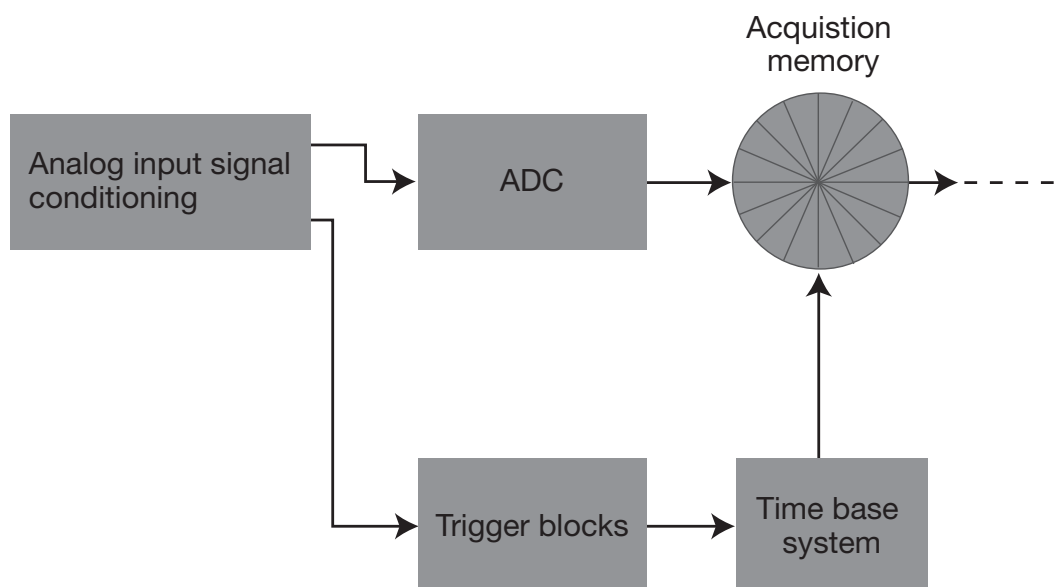 Acquistion
memory
Analog input signal
conditioning
ADC
Trigger blocks
Time base
system